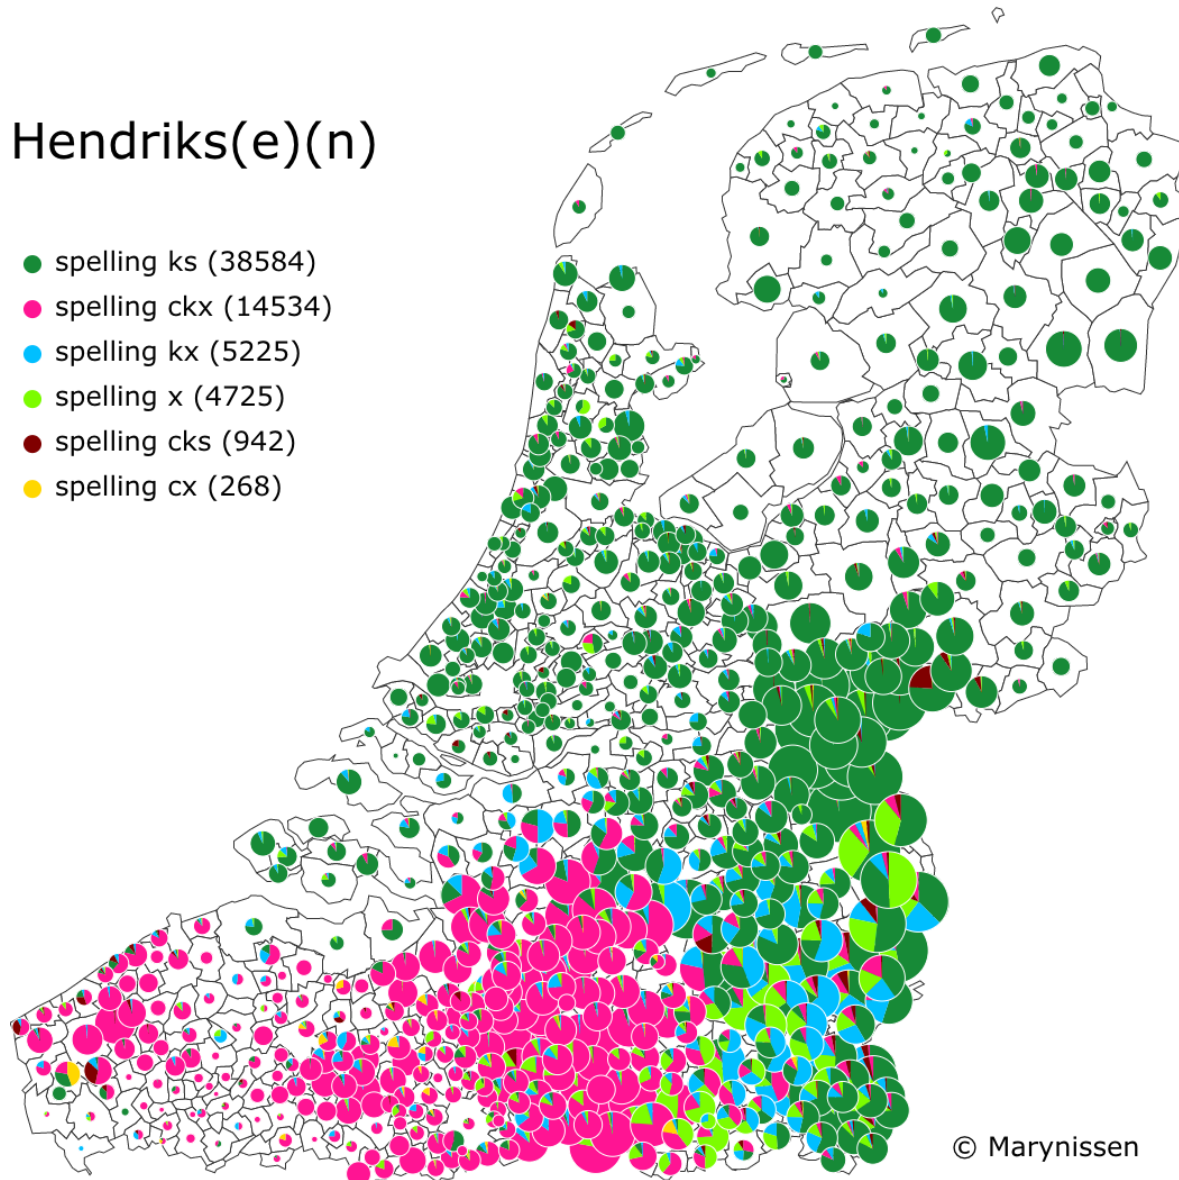 Hendriks(e)(n)
spelling ks (38584)
spelling ckx (14534)
spelling kx (5225)
spelling x (4725)
spelling cks (942)
spelling cx (268)
© Marynissen